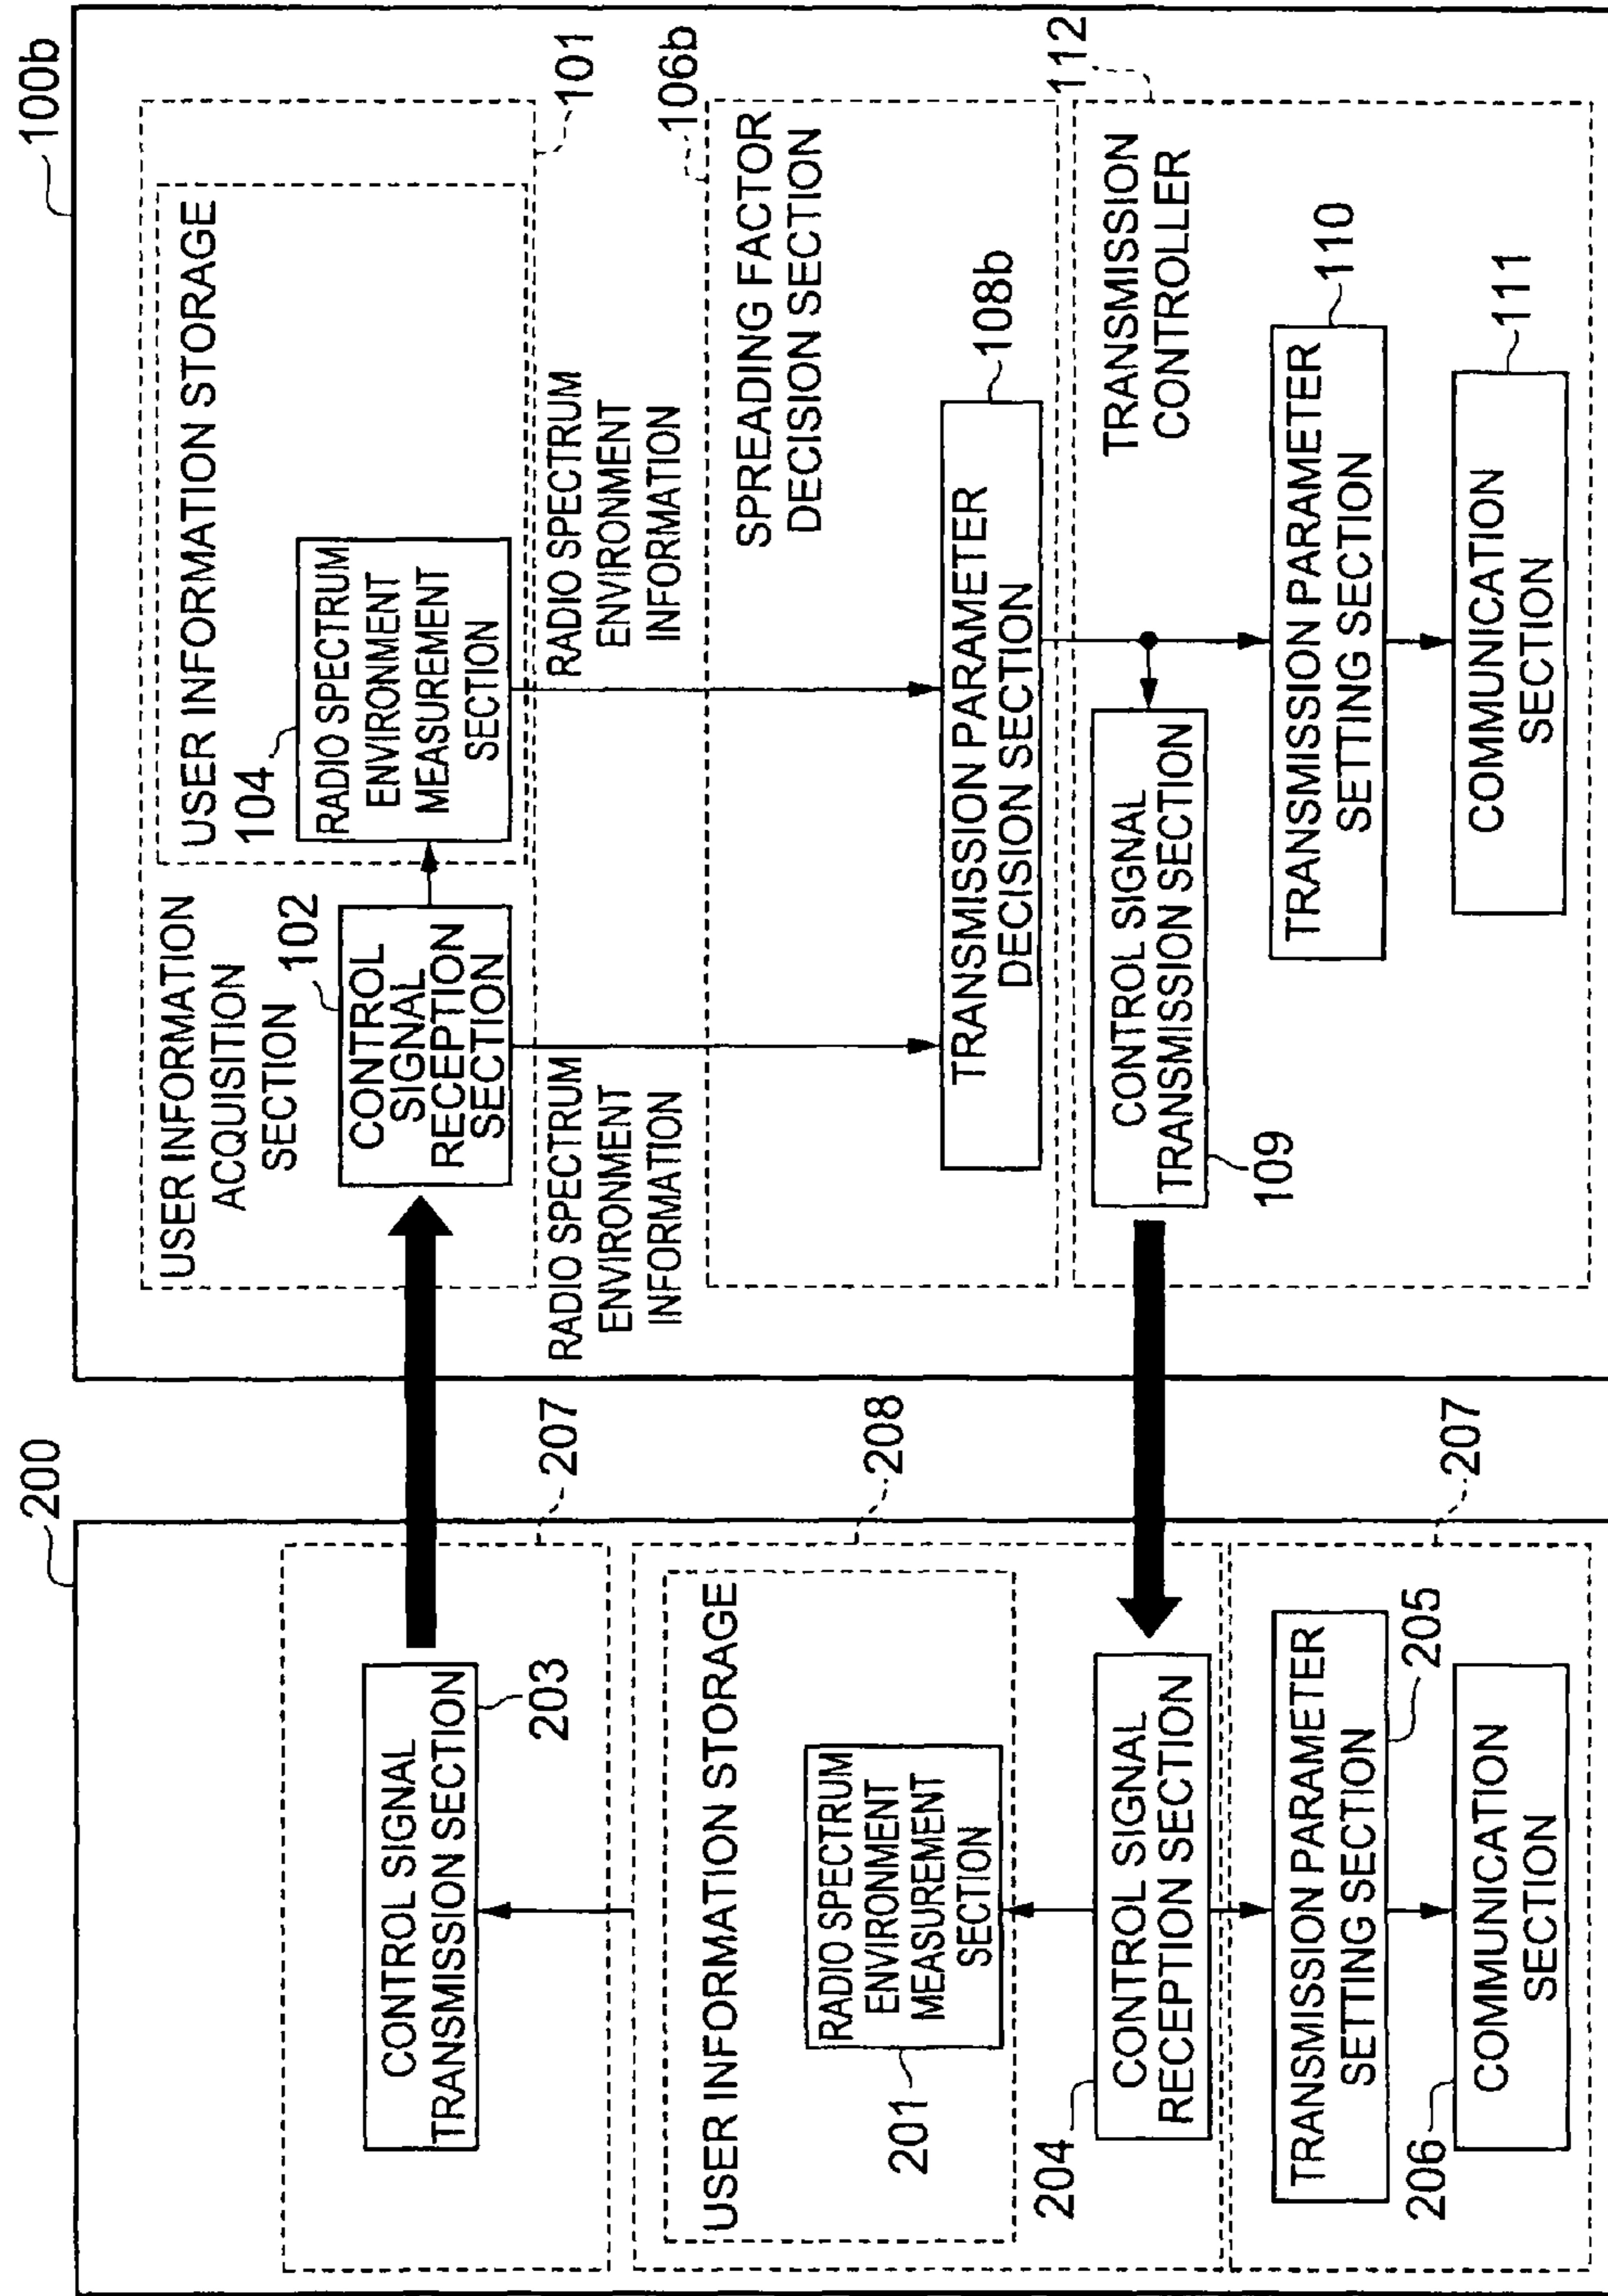 200
CONTROL SIGNAL
TRANSMISSION SECTION
203
207
USER INFORMATION STORAGE
RADIO SPECTRUM
ENVIRONMENT
MEASUREMENT
SECTION
201
208
CONTROL SIGNAL
RECEPTION SECTION
204
TRANSMISSION PARAMETER
SETTING SECTION
205
COMMUNICATION
SECTION
206
207
100b
USER INFORMATION
ACQUISITION
SECTION
102
CONTROL
SIGNAL
RECEPTION
SECTION
USER INFORMATION STORAGE
104
RADIO SPECTRUM
ENVIRONMENT
MEASUREMENT
SECTION
101
RADIO SPECTRUM
ENVIRONMENT
INFORMATION
RADIO SPECTRUM
ENVIRONMENT
INFORMATION
106b
SPREADING FACTOR
DECISION SECTION
TRANSMISSION PARAMETER
DECISION SECTION
108b
112
TRANSMISSION
CONTROLLER
CONTROL SIGNAL
TRANSMISSION SECTION
109
TRANSMISSION PARAMETER
SETTING SECTION
110
COMMUNICATION
SECTION
111